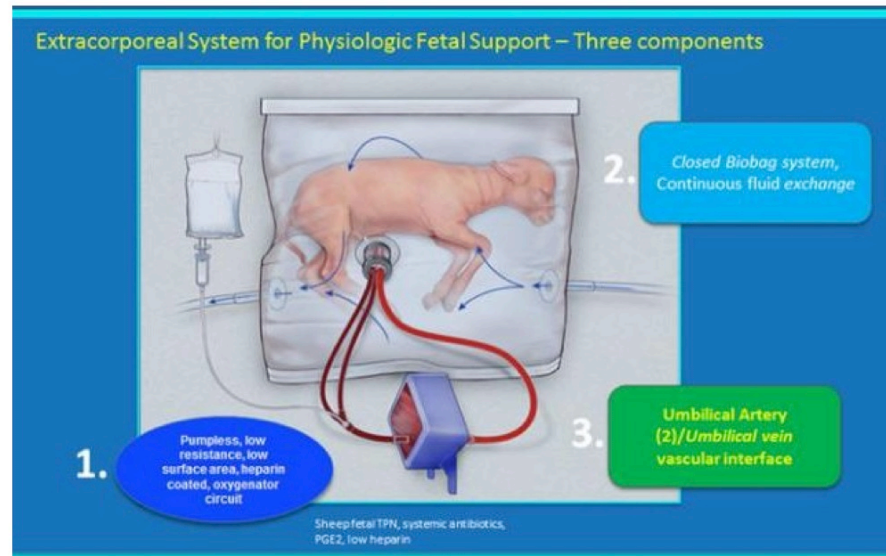 Extracorporeal System for Physiologic Fetal Support – Three components
2.
Closed Biobag system,
Continuous fluid exchange
1.
Pumpless, low
resistance, low
surface area, heparin
coated, oxygenator
circuit
3.
Umbilical Artery
(2)/Umbilical vein
vascular interface
Sheep fetal TPN, systemic antibiotics,
PGE2, low heparin